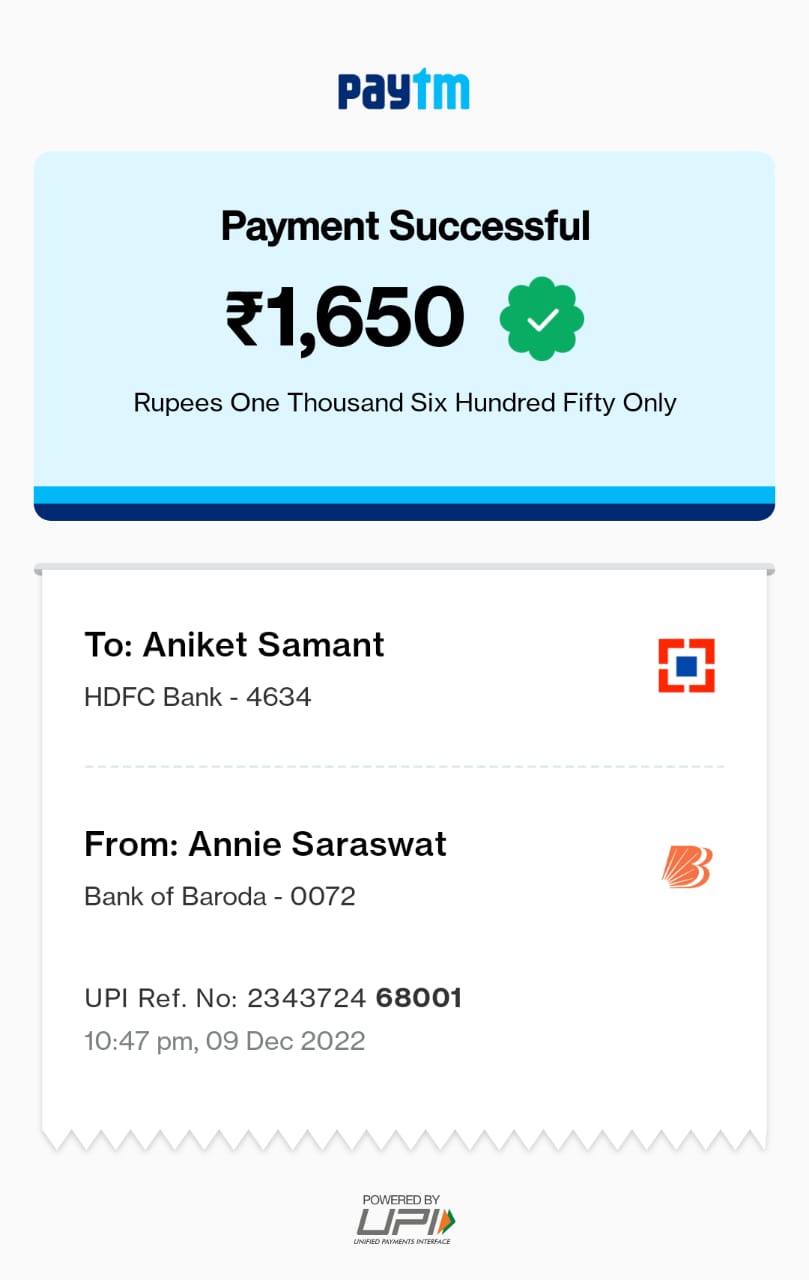 paytm
Payment Successful
₹1,650
Rupees One Thousand Six Hundred Fifty Only
To: Aniket Samant
HDFC Bank - 4634
From: Annie Saraswat
Bank of Baroda - 0072
UPI Ref. No: 2343724 68001
10:47 pm, 09 Dec 2022
POWERED BY
UPI
UNIFIED PAYMENTS INTERFACE